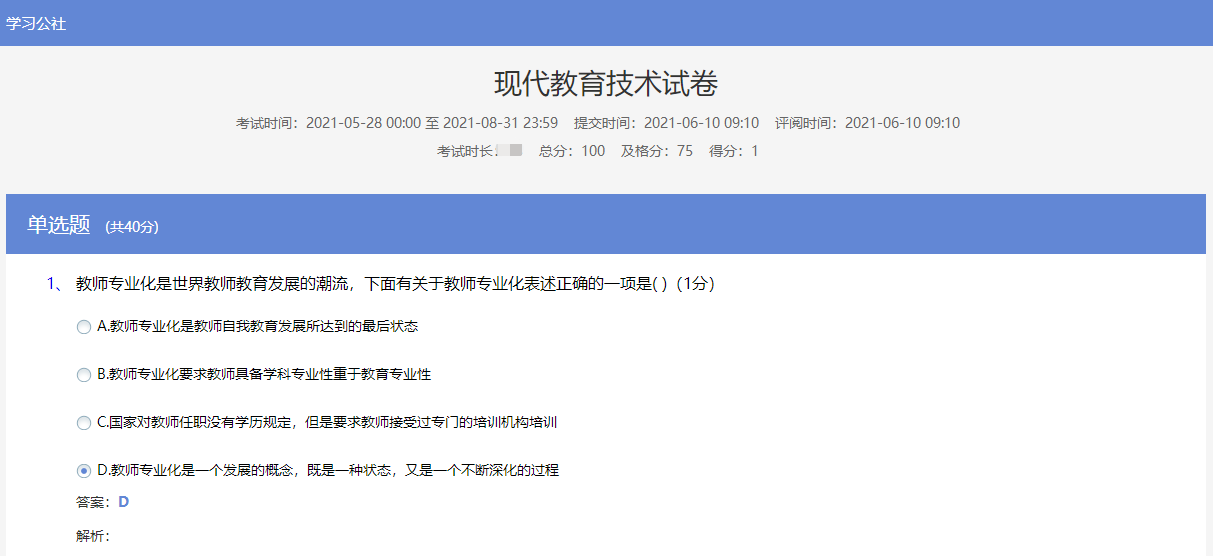 学习公社
现代教育技术试卷
考试时间：2021-05-28 00:00 至 2021-08-31 23:59 提交时间：2021-06-10 09:10 评阅时间：2021-06-10 09:10
考试时长： 总分：100 及格分：75 得分：1
单选题 (共40分)
1、 教师专业化是世界教师教育发展的潮流，下面有关于教师专业化表述正确的一项是( )（1分）
A.教师专业化是教师自我教育发展所达到的最后状态
B.教师专业化要求教师具备学科专业性重于教育专业性
C.国家对教师任职没有学历规定，但是要求教师接受过专门的培训机构培训
D.教师专业化是一个发展的概念，既是一种状态，又是一个不断深化的过程
答案：D
解析：